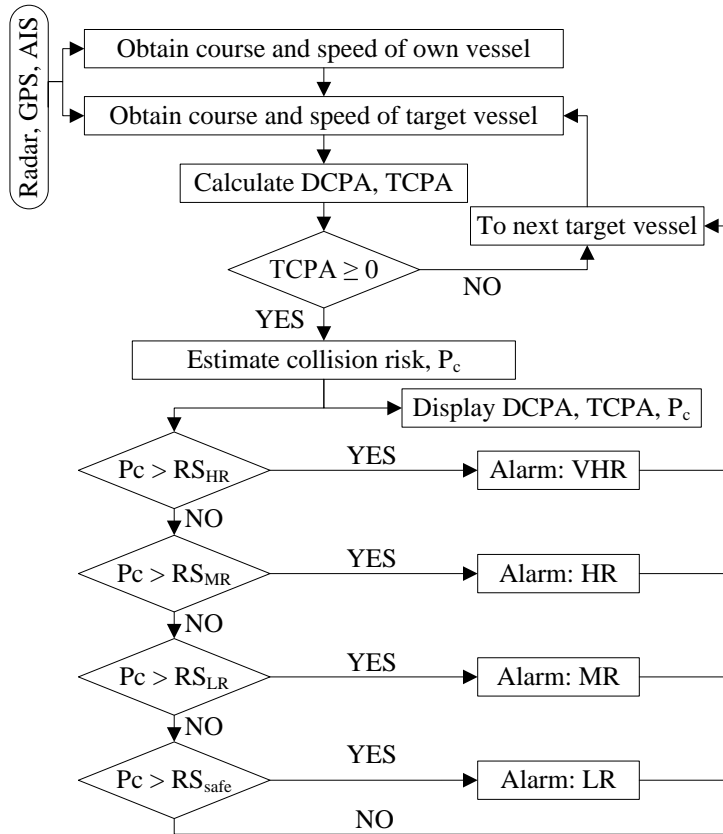 Radar, GPS, AIS
Obtain course and speed of own vessel
Obtain course and speed of target vessel
Calculate DCPA, TCPA
To next target vessel
TCPA ≥ 0
NO
YES
Estimate collision risk, Pc
Display DCPA, TCPA, Pc
Pc > RSHR
YES
Alarm: VHR
NO
Pc > RSMR
YES
Alarm: HR
NO
Pc > RSLR
YES
Alarm: MR
NO
Pc > RSsafe
YES
Alarm: LR
NO